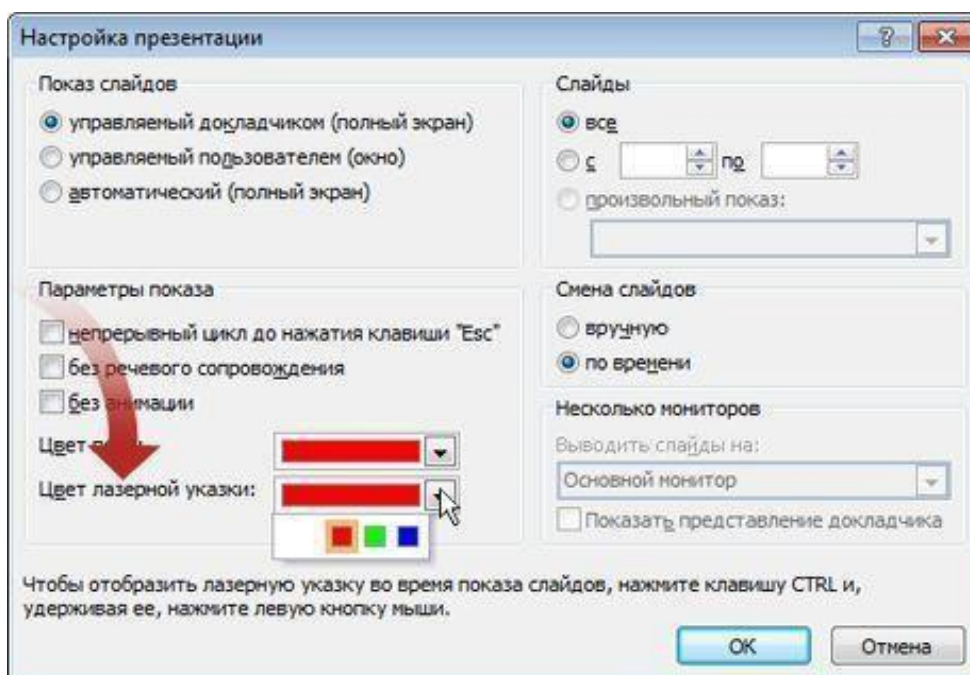 Настройка презентации
Показ слайдов
управляемый докладчиком (полный экран)
управляемый пользователем (окно)
автоматический (полный экран)
Слайды
все
с по
произвольный показ:
Параметры показа
непрерывный цикл до нажатия клавиши "Esc"
без речевого сопровождения
без анимации
Цвет
Цвет лазерной указки:
Смена слайдов
вручную
по времени
Несколько мониторов
Выводить слайды на:
Основной монитор
Показать представление докладчика
Чтобы отобразить лазерную указку во время показа слайдов, нажмите клавишу CTRL и,
удерживая ее, нажмите левую кнопку мыши.
ОК
Отмена